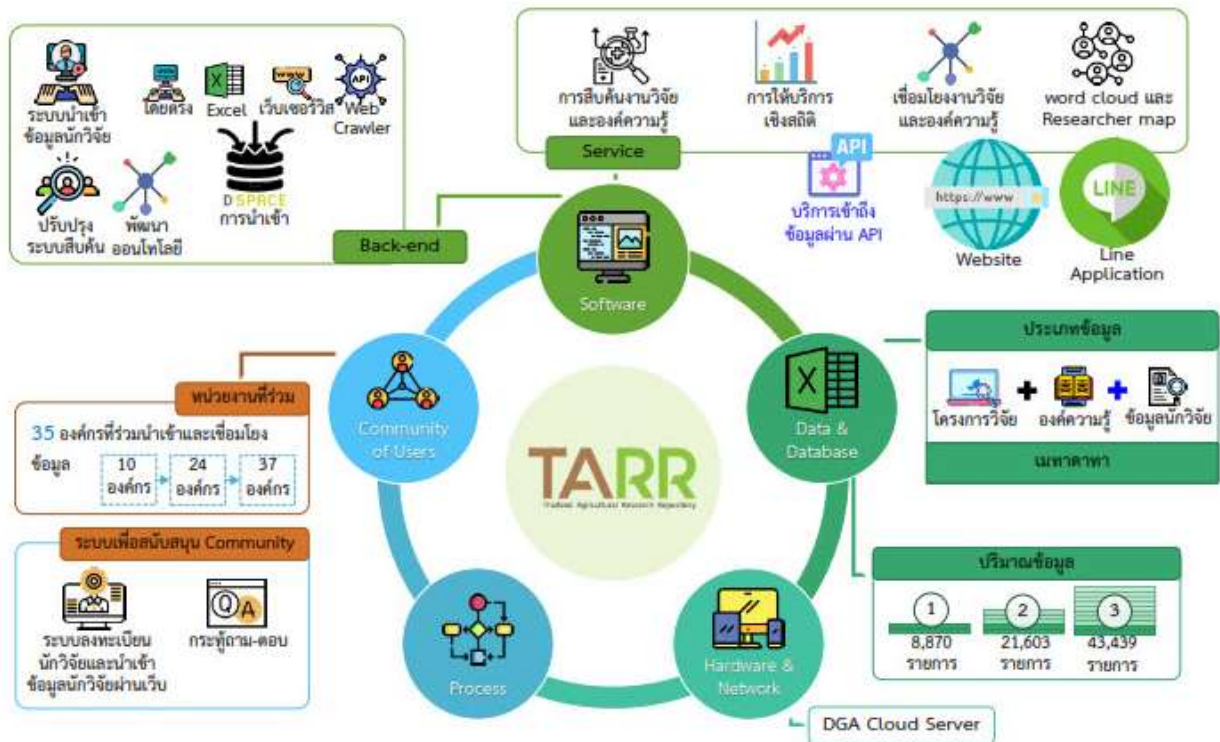 ระบบนำเข้า
ข้อมูลนักวิจัย
โดยตรง
Excel
www
เว็บเซอร์วิส
API
Web
Crawler
ปรับปรุง
ระบบสืบค้น
พัฒนา
ออนโทโลยี
DSPACE
การนำเข้า
Back-end
การสืบค้นงานวิจัย
และองค์ความรู้
การให้บริการ
เชิงสถิติ
เชื่อมโยงงานวิจัย
และองค์ความรู้
word cloud และ
Researcher map
Service
API
บริการเข้าถึง
ข้อมูลผ่าน API
https://www
Website
LINE
Line
Application
Software
หน่วยงานที่ร่วม
35 องค์กรที่ร่วมนำเข้าและเชื่อมโยง
ข้อมูล
10
องค์กร
24
องค์กร
37
องค์กร
ระบบเพื่อสนับสนุน Community
ระบบลงทะเบียน
นักวิจัยและนำเข้า
ข้อมูลนักวิจัยผ่านเว็บ
Q A
กระทู้ถาม-ตอบ
Community
of Users
TARR
Thailand Agricultural Research Repository
X
Data &
Database
ประเภทข้อมูล
โครงการวิจัย + องค์ความรู้ + ข้อมูลนักวิจัย
เมทาดาทา
ปริมาณข้อมูล
1
8,870
รายการ
2
21,603
รายการ
3
43,439
รายการ
Process
Hardware &
Network
DGA Cloud Server